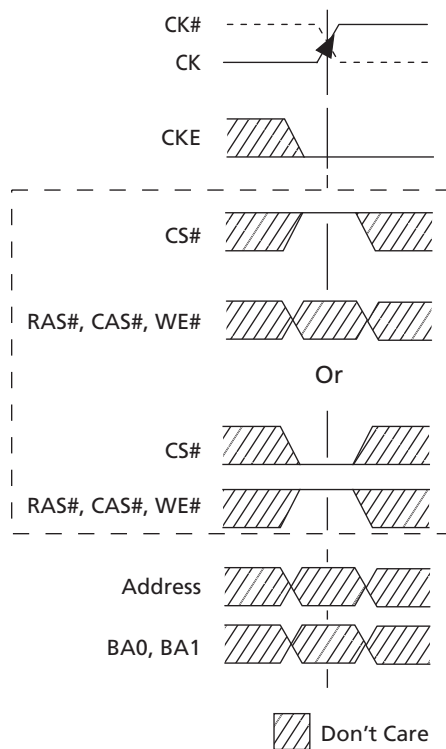 CK#
CK
CKE
CS#
RAS#, CAS#, WE#
Or
CS#
RAS#, CAS#, WE#
Address
BA0, BA1
Don't Care